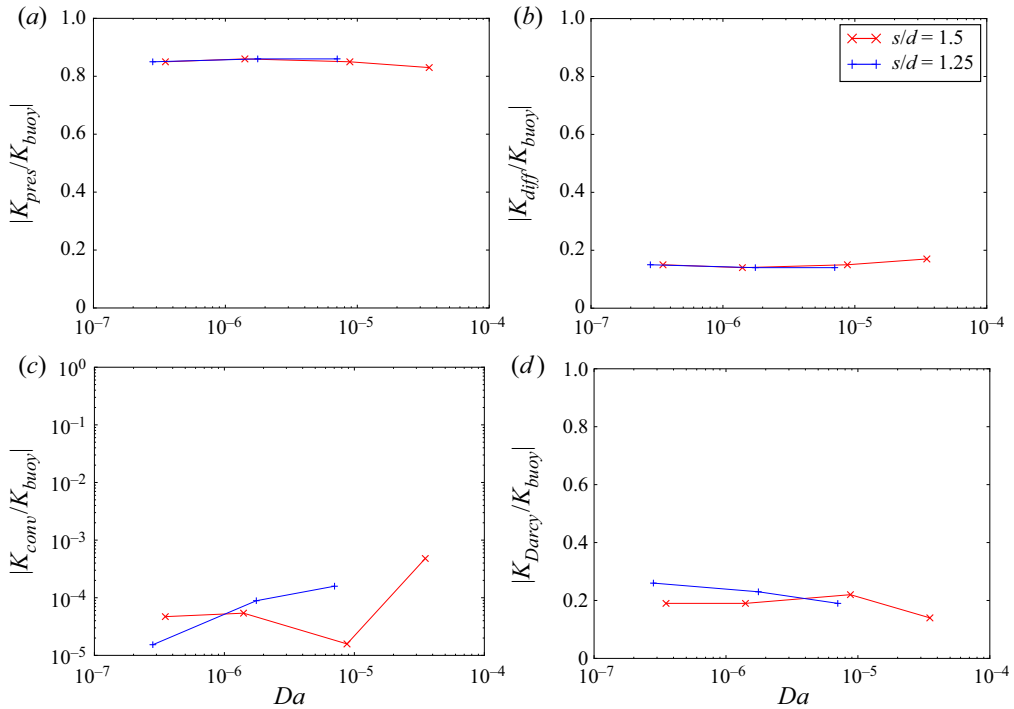 (a)
1.0
0.8
0.6
0.4
0.2
0
|K_pres/K_buoy|
10⁻⁷ 10⁻⁶ 10⁻⁵ 10⁻⁴
(b)
1.0
0.8
0.6
0.4
0.2
0
|K_diff/K_buoy|
s/d = 1.5
s/d = 1.25
10⁻⁷ 10⁻⁶ 10⁻⁵ 10⁻⁴
(c)
10⁰
10⁻¹
10⁻²
10⁻³
10⁻⁴
10⁻⁵
|K_conv/K_buoy|
10⁻⁷ 10⁻⁶ 10⁻⁵ 10⁻⁴
Da
(d)
1.0
0.8
0.6
0.4
0.2
0
|K_Darcy/K_buoy|
10⁻⁷ 10⁻⁶ 10⁻⁵ 10⁻⁴
Da